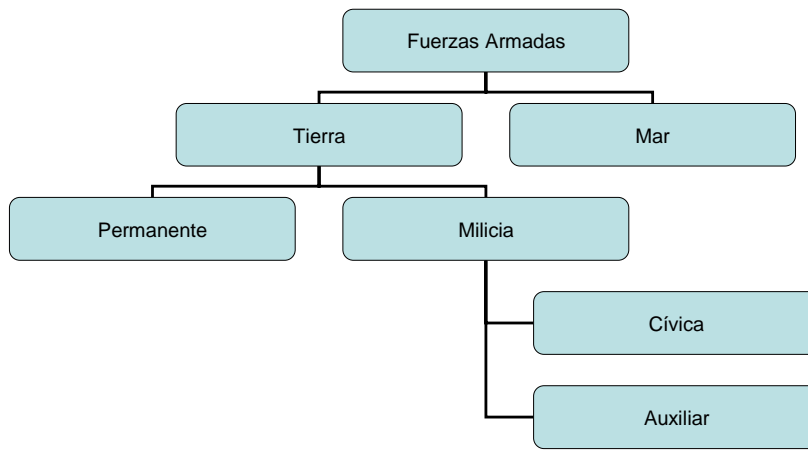 Fuerzas Armadas
Tierra
Mar
Permanente
Milicia
Cívica
Auxiliar